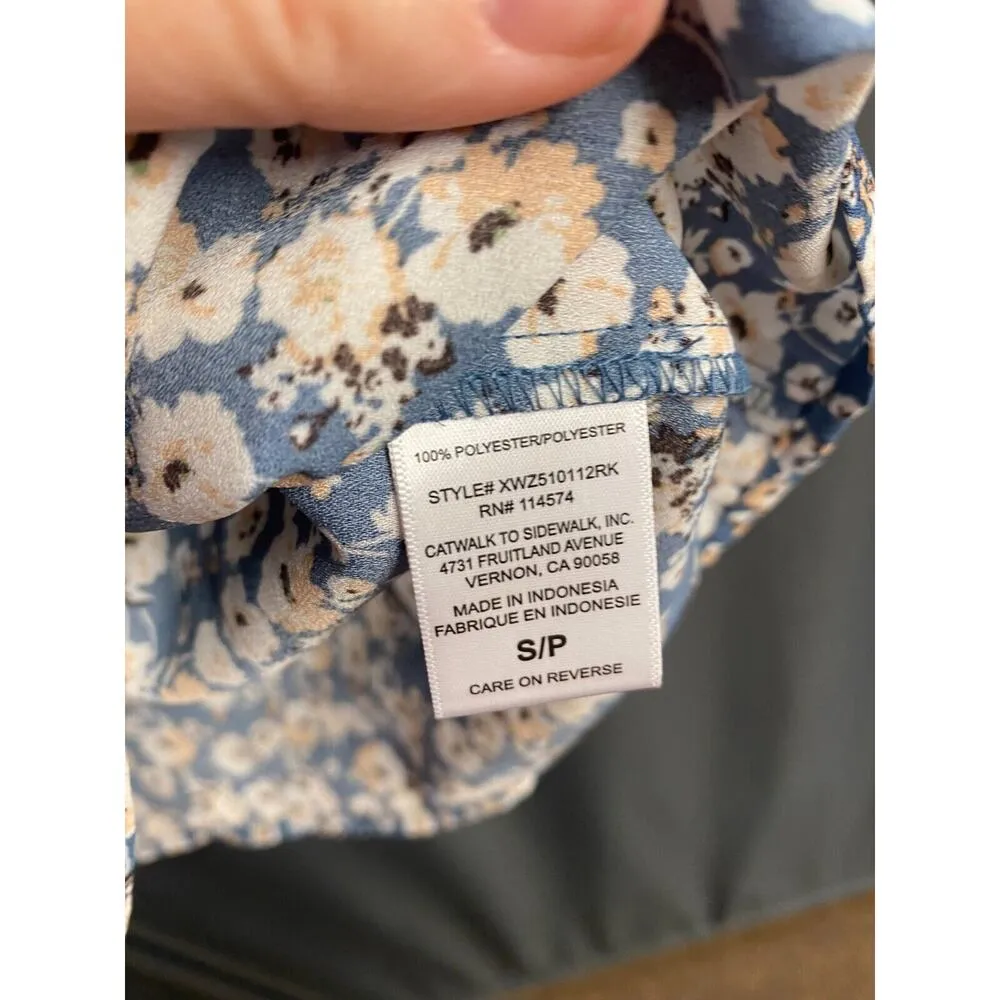 100% POLYESTER/POLYESTER
STYLE# XWZ510112RK
RN# 114574
CATWALK TO SIDEWALK, INC.
4731 FRUITLAND AVENUE
VERNON, CA 90058
MADE IN INDONESIA
FABRIQUE EN INDONESIE
S/P
CARE ON REVERSE